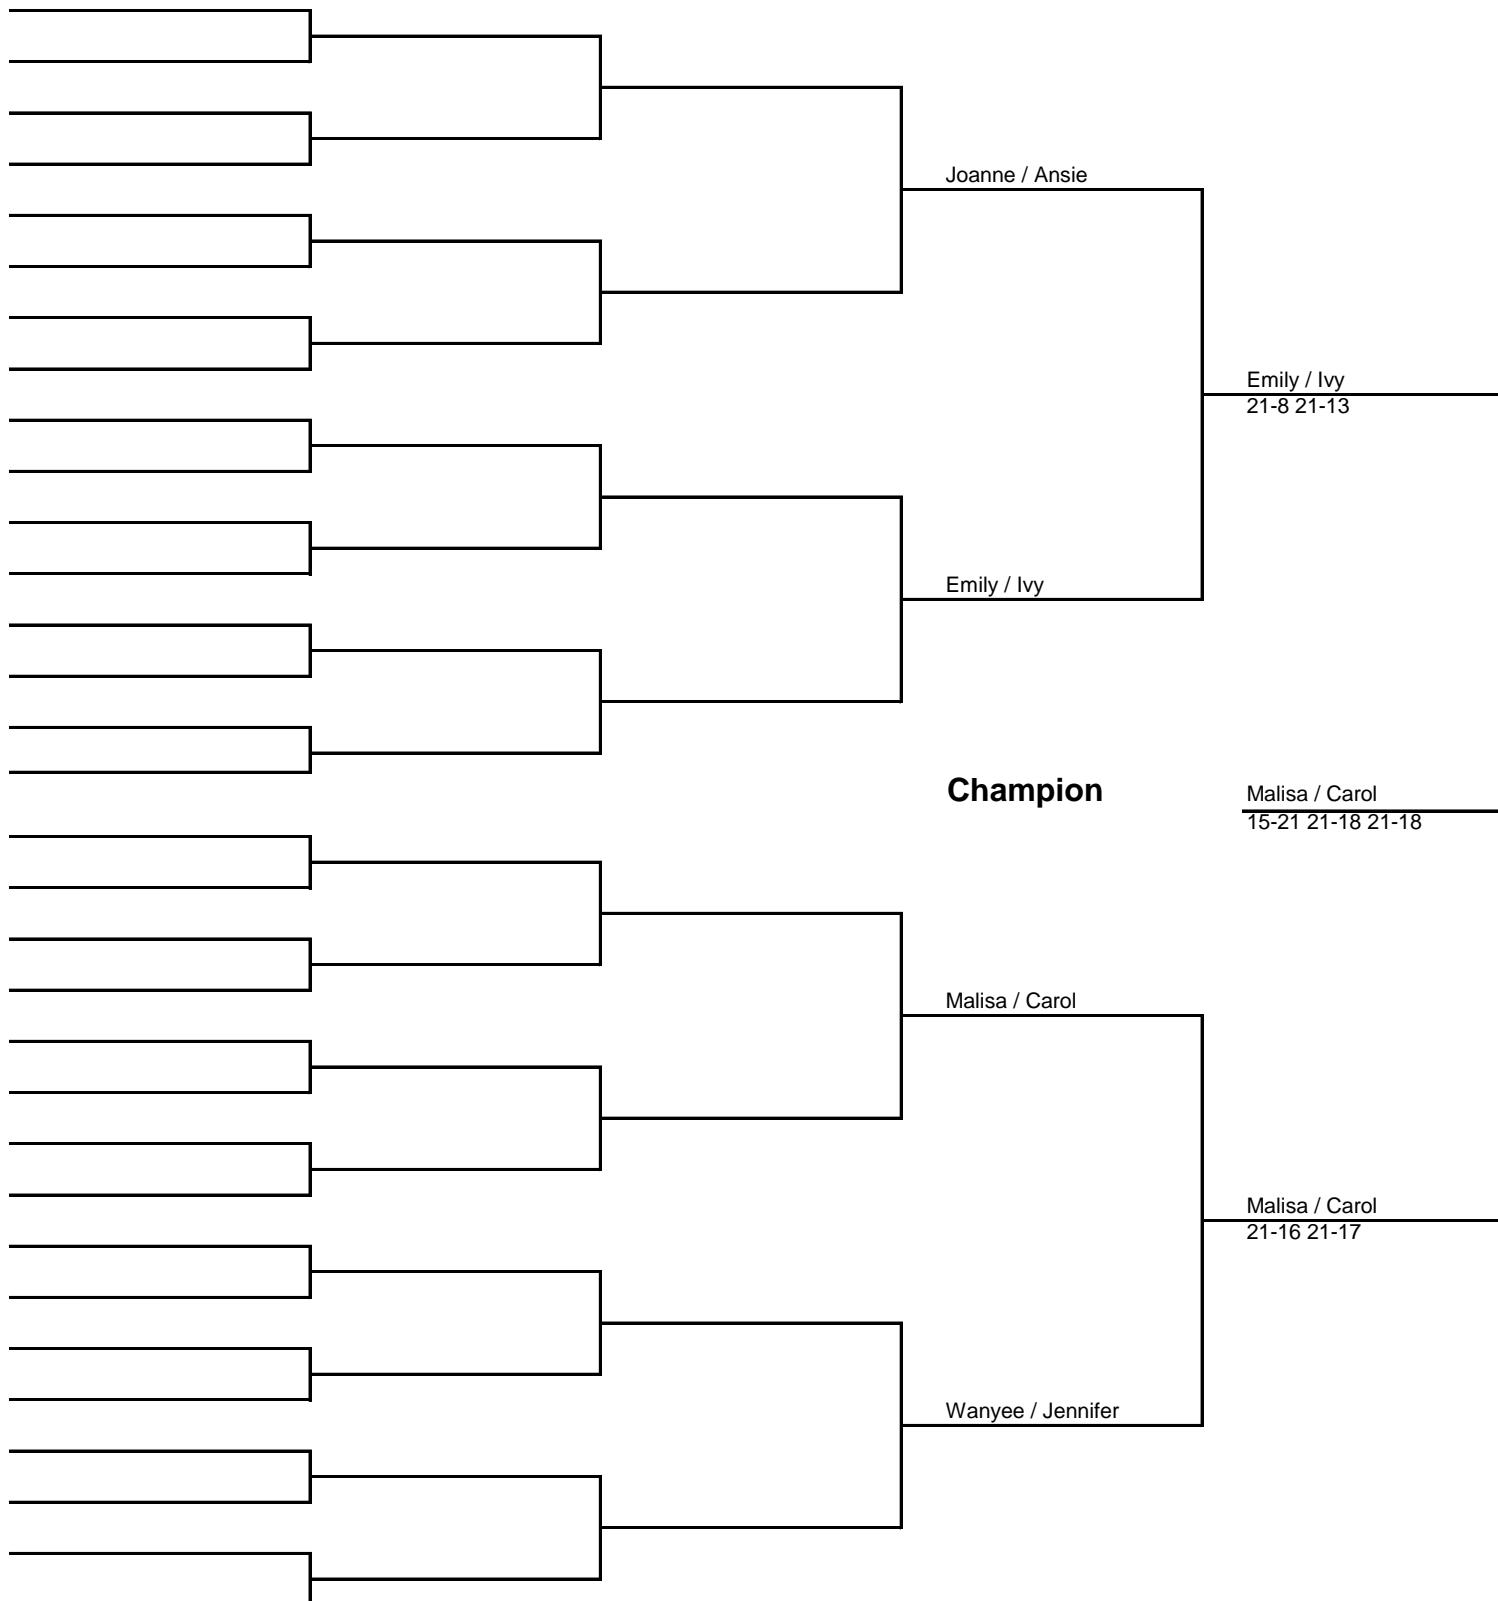 Joanne / Ansie
Emily / Ivy
21-8 21-13
Emily / Ivy
Champion
Malisa / Carol
15-21 21-18 21-18
Malisa / Carol
Malisa / Carol
21-16 21-17
Wanyee / Jennifer